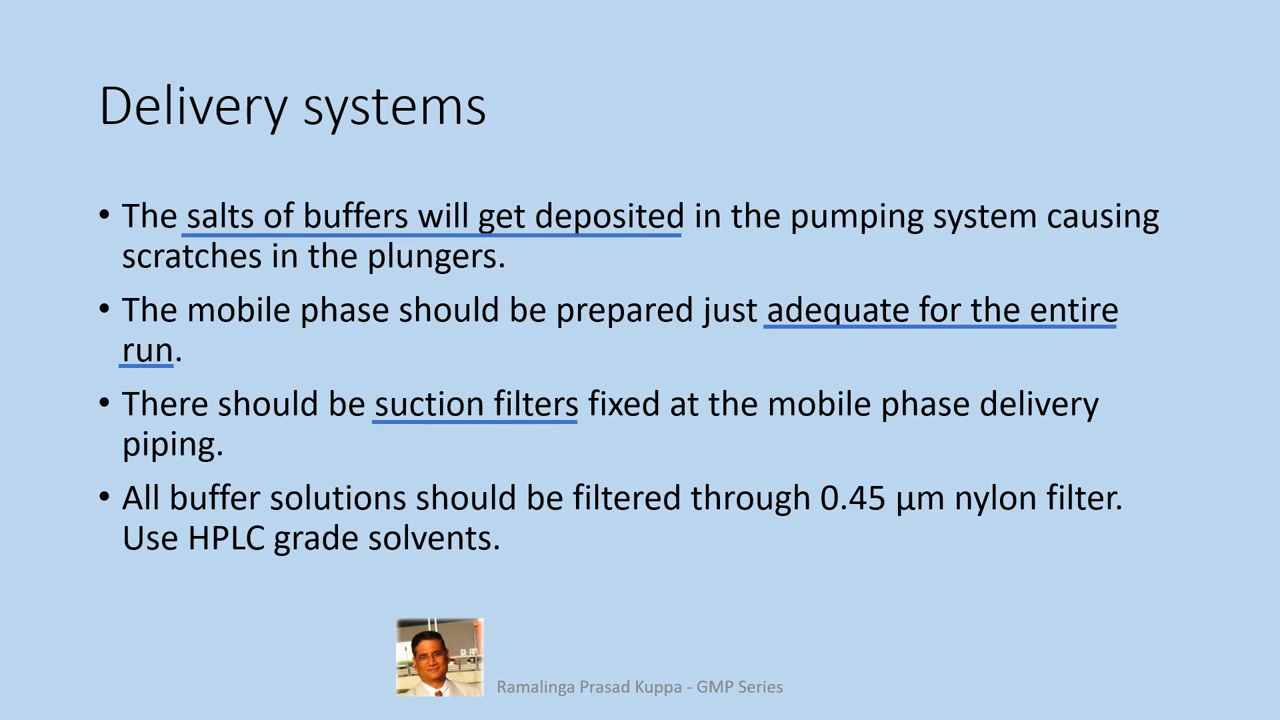 Delivery systems
• The salts of buffers will get deposited in the pumping system causing
scratches in the plungers.
• The mobile phase should be prepared just adequate for the entire
run.
• There should be suction filters fixed at the mobile phase delivery
piping.
• All buffer solutions should be filtered through 0.45 µm nylon filter.
Use HPLC grade solvents.
Ramalinga Prasad Kuppa - GMP Series